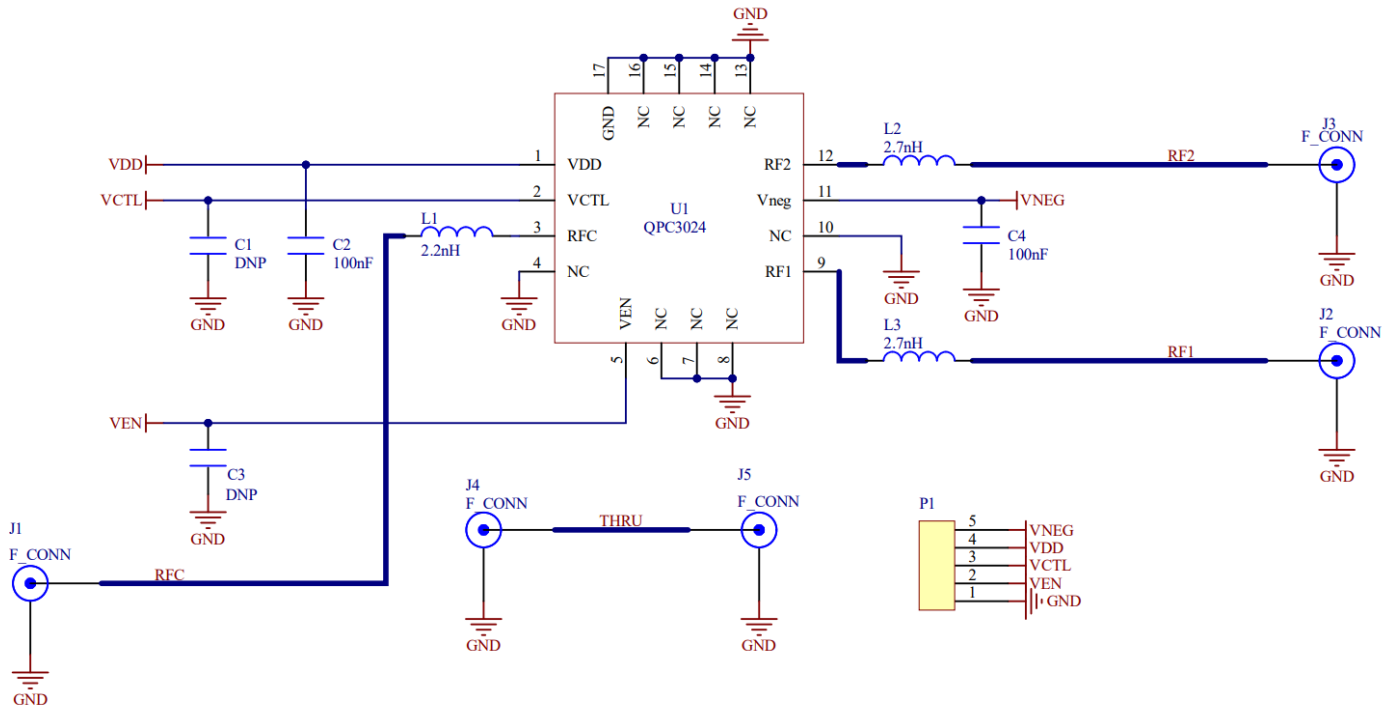 GND
17
16
15
14
13
GND
NC
NC
NC
NC
VDD
1
VDD
VCTL
2
VCTL
L1
2.2nH
3
RFC
4
NC
GND
C1
DNP
GND
C2
100nF
GND
U1
QPC3024
RF2
12
L2
2.7nH
RF2
J3
F_CONN
GND
Vneg
11
VNEG
C4
100nF
GND
NC
10
GND
RF1
9
L3
2.7nH
RF1
J2
F_CONN
GND
VEN
NC
NC
NC
5
6
7
8
GND
VEN
C3
DNP
GND
J1
F_CONN
RFC
GND
J4
F_CONN
THRU
J5
F_CONN
GND
GND
P1
5
VNEG
4
VDD
3
VCTL
2
VEN
1
GND